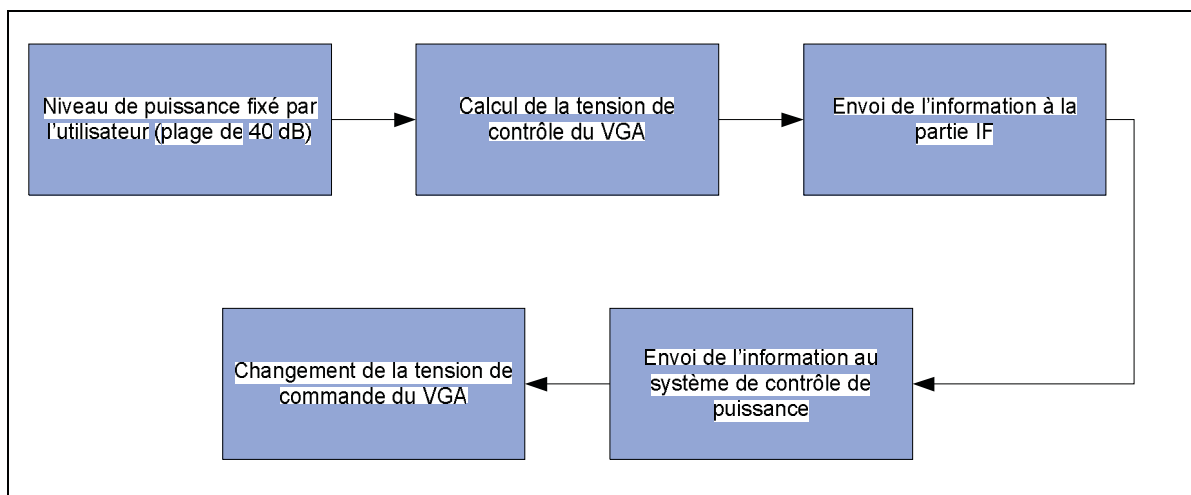 Niveau de puissance fixé par
l'utilisateur (plage de 40 dB)
Calcul de la tension de
contrôle du VGA
Envoi de l'information à la
partie IF
Envoi de l'information au
système de contrôle de
puissance
Changement de la tension de
commande du VGA